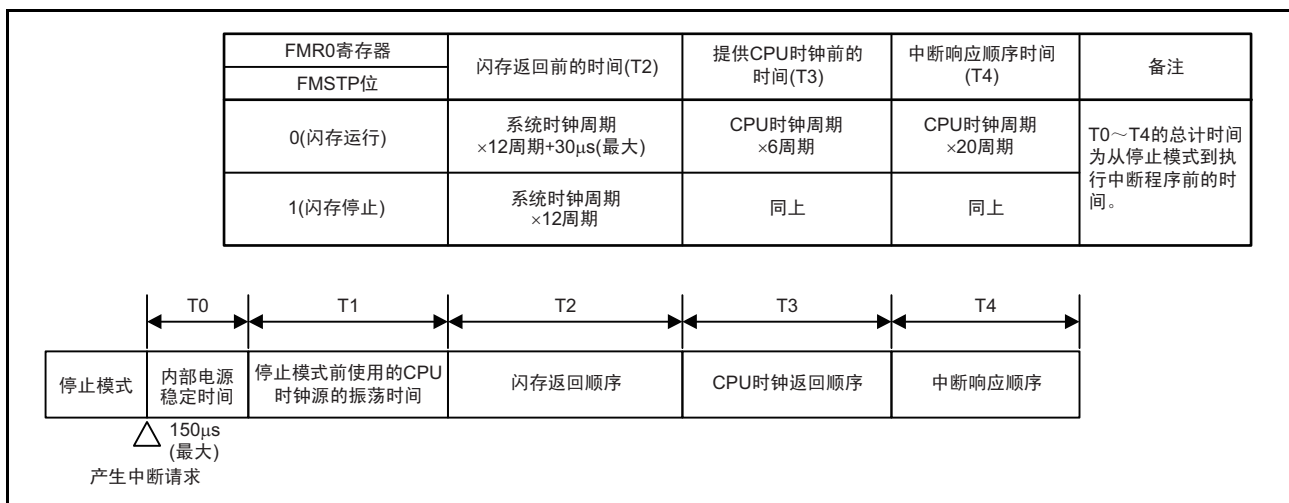 FMR0寄存器
FMSTP位
闪存返回前的时间(T2)
提供CPU时钟前的
时间(T3)
中断响应顺序时间
(T4)
备注
0(闪存运行)
系统时钟周期
×12周期+30μs(最大)
CPU时钟周期
×6周期
CPU时钟周期
×20周期
T0～T4的总计时间
为从停止模式到执
行中断程序前的时
间。
1(闪存停止)
系统时钟周期
×12周期
同上
同上
T0
T1
T2
T3
T4
停止模式
内部电源
稳定时间
停止模式前使用的CPU
时钟源的振荡时间
闪存返回顺序
CPU时钟返回顺序
中断响应顺序
150μs
(最大)
产生中断请求